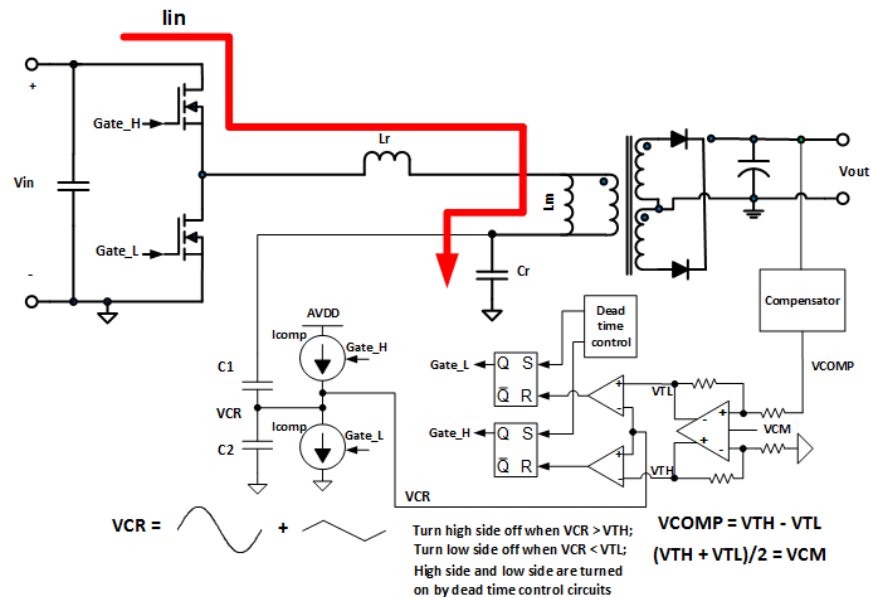 Iin
+
Gate_H
Lr
Vin
Lm
Vout
Gate_L
-
Cr
Compensator
AVDD
Icomp
Gate_H
Dead
time
control
C1
Gate_L
Q S
VTL
VCOMP
Q̅ R
+
-
VCR
+
-
VCM
Icomp
Gate_L
Gate_H
Q S
-
+
C2
Q̅ R
+
-
VTH
VCR
VCR = + Turn high side off when VCR > VTH;
Turn low side off when VCR < VTL;
High side and low side are turned
on by dead time control circuits
VCOMP = VTH - VTL
(VTH + VTL)/2 = VCM